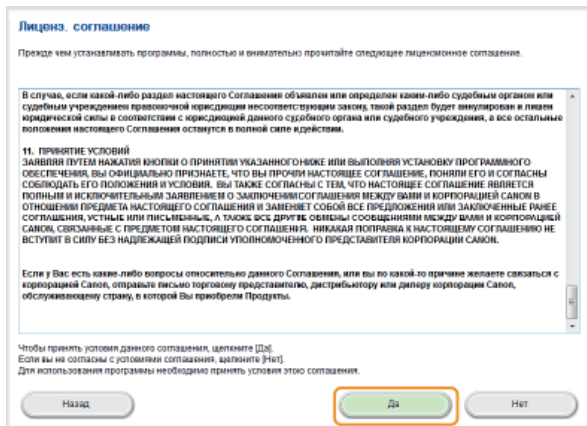 Лиценз. соглашение
Прежде чем устанавливать программы, полностью и внимательно прочитайте следующее лицензионное соглашение.
В случае, если какой-либо раздел настоящего Соглашения объявлен или определен каким-либо судебным органом или
судебным учреждением правомочной юрисдикции несоответствующим закону, такой раздел будет аннулирован и лишен
юридической силы в соответствии с юрисдикцией данного судебного органа или судебного учреждения, а все остальные
положения настоящего Соглашения останутся в полной силе и действии.
11. ПРИНЯТИЕ УСЛОВИЙ
ЗАЯВЛЯЯ ПУТЕМ НАЖАТИЯ КНОПКИ О ПРИНЯТИИ УКАЗАННОГО НИЖЕ ИЛИ ВЫПОЛНЯЯ УСТАНОВКУ ПРОГРАММНОГО
ОБЕСПЕЧЕНИЯ, ВЫ ОФИЦИАЛЬНО ПРИЗНАЕТЕ, ЧТО ВЫ ПРОЧЛИ НАСТОЯЩЕЕ СОГЛАШЕНИЕ, ПОНЯЛИ ЕГО И СОГЛАСНЫ
СОБЛЮДАТЬ ЕГО ПОЛОЖЕНИЯ И УСЛОВИЯ. ВЫ ТАКЖЕ СОГЛАСНЫ С ТЕМ, ЧТО НАСТОЯЩЕЕ СОГЛАШЕНИЕ ЯВЛЯЕТСЯ
ПОЛНЫМ И ИСКЛЮЧИТЕЛЬНЫМ ЗАЯВЛЕНИЕМ О ЗАКЛЮЧЕНИИ СОГЛАШЕНИЯ МЕЖДУ ВАМИ И КОРПОРАЦИЕЙ CANON В
ОТНОШЕНИИ ПРЕДМЕТА НАСТОЯЩЕГО СОГЛАШЕНИЯ И ЗАМЕНЯЕТ СОБОЙ ВСЕ ПРЕДЛОЖЕНИЯ ИЛИ ЗАКЛЮЧЕННЫЕ РАНЕЕ
СОГЛАШЕНИЯ, УСТНЫЕ ИЛИ ПИСЬМЕННЫЕ, А ТАКЖЕ ВСЕ ДРУГИЕ ОБМЕНЫ СООБЩЕНИЯМИ МЕЖДУ ВАМИ И КОРПОРАЦИЕЙ
CANON, СВЯЗАННЫЕ С ПРЕДМЕТОМ НАСТОЯЩЕГО СОГЛАШЕНИЯ. НИКАКАЯ ПОПРАВКА К НАСТОЯЩЕМУ СОГЛАШЕНИЮ НЕ
ВСТУПИТ В СИЛУ БЕЗ НАДЛЕЖАЩЕЙ ПОДПИСИ УПОЛНОМОЧЕННОГО ПРЕДСТАВИТЕЛЯ КОРПОРАЦИИ CANON.
Если у Вас есть какие-либо вопросы относительно данного Соглашения, или вы по какой-то причине желаете связаться с
корпорацией Canon, отправьте письмо торговому представителю, дистрибьютору или дилеру корпорации Canon,
обслуживающему страну, в которой Вы приобрели Продукты.
Чтобы принять условия данного соглашения, щелкните [Да].
Если вы не согласны с условиями соглашения, щелкните [Нет].
Для использования программы необходимо принять условия этого соглашения.
Назад
Да
Нет